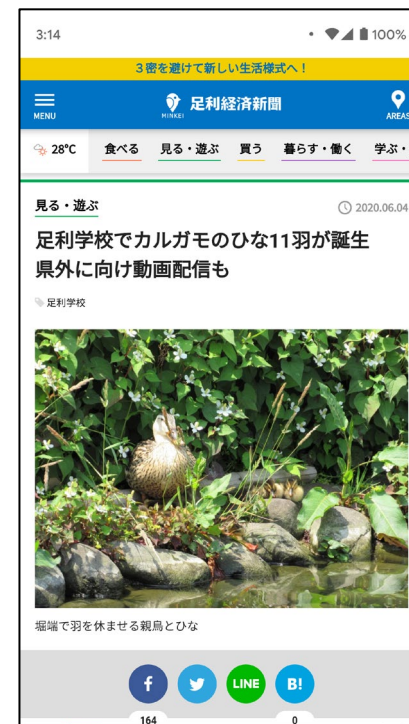 3:14
100%
3密を避けて新しい生活様式へ!
MENU
MINKEI
足利経済新聞
AREAS
28℃ 食べる 見る・遊ぶ 買う 暮らす・働く 学ぶ・
見る・遊ぶ
2020.06.04
足利学校でカルガモのひな11羽が誕生
県外に向け動画配信も
足利学校
堀端で羽を休ませる親鳥とひな
f LINE B!
164 0